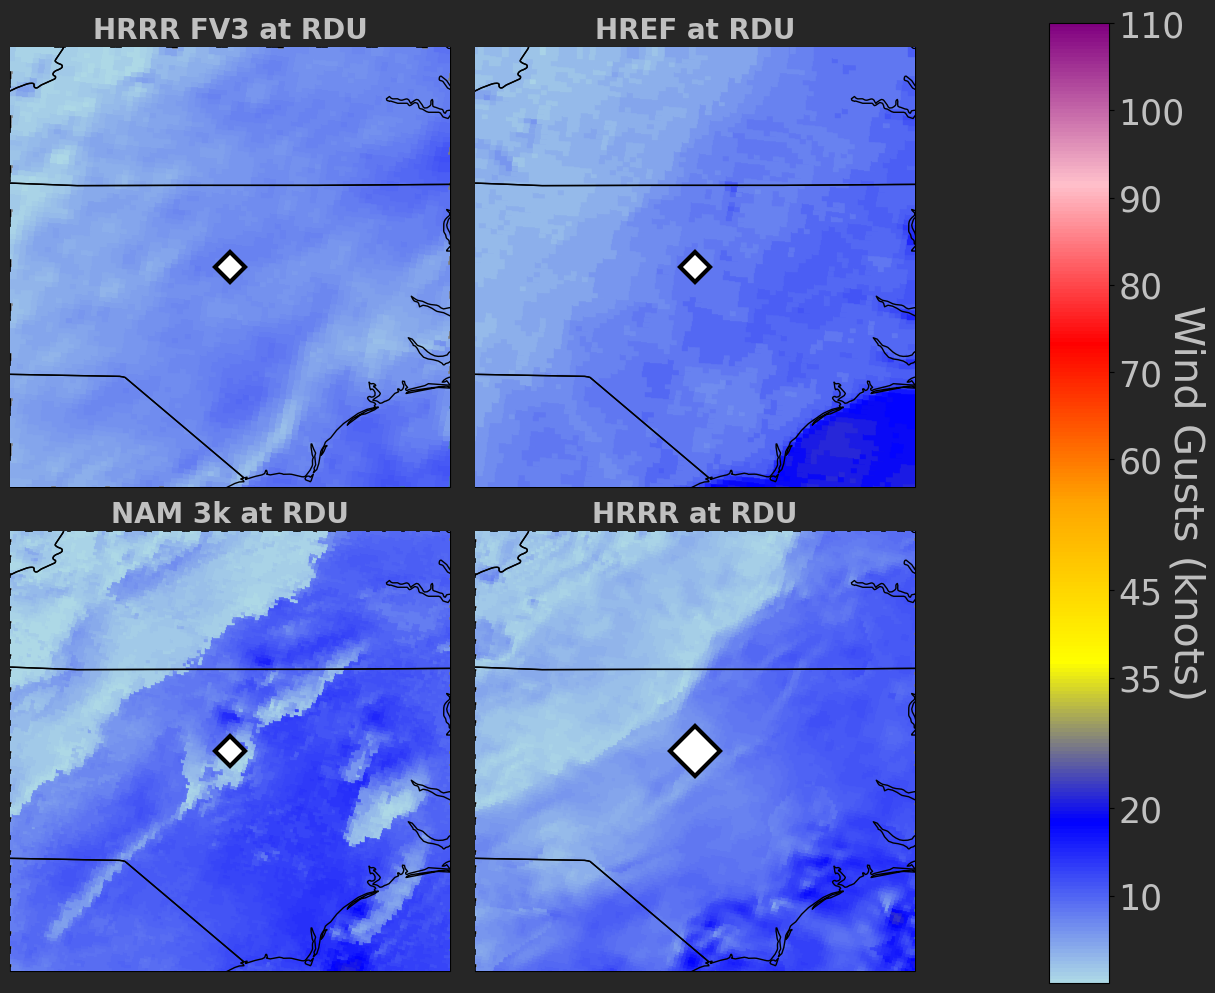 HRRR FV3 at RDU
HREF at RDU
NAM 3k at RDU
HRRR at RDU
110
100
90
80
70
60
45
35
20
10
Wind Gusts (knots)